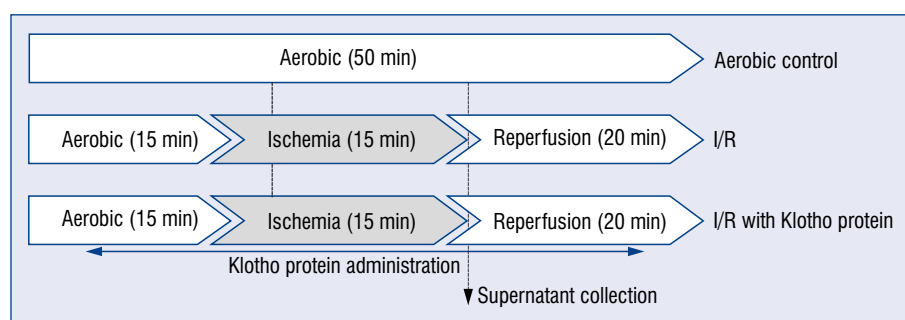 Aerobic (50 min)
Aerobic control
Aerobic (15 min)
Ischemia (15 min)
Reperfusion (20 min)
I/R
Aerobic (15 min)
Ischemia (15 min)
Reperfusion (20 min)
I/R with Klotho protein
Klotho protein administration
Supernatant collection